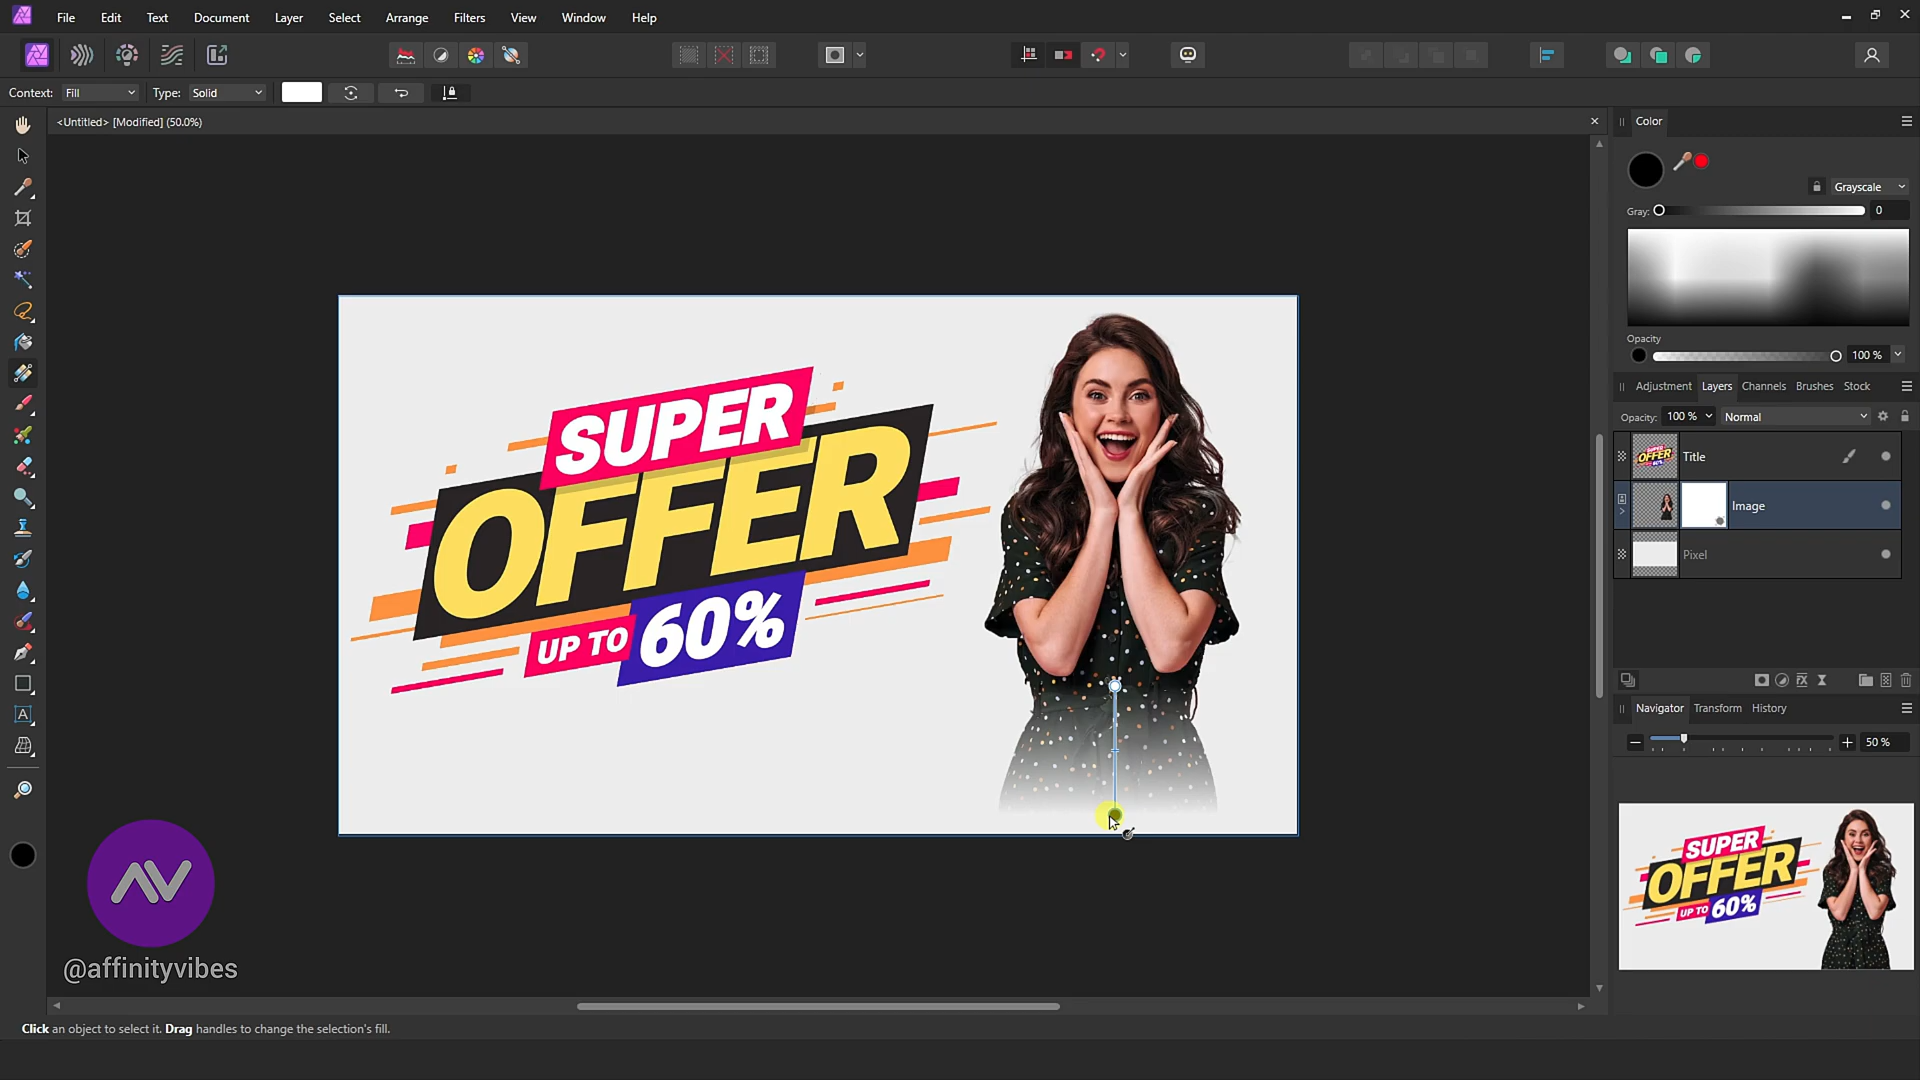 File Edit Text Document Layer Select Arrange Filters View Window Help
Context: Fill Type: Solid
<Untitled> [Modified] (50.0%)
Color
Grayscale
Gray: 0
Opacity
100 %
Adjustment Layers Channels Brushes Stock
Opacity: 100 % Normal
Title
Image
Pixel
Navigator Transform History
50 %
SUPER
OFFER
UP TO 60%
SUPER
OFFER
UP TO 60%
@affinityvibes
Click an object to select it. Drag handles to change the selection's fill.